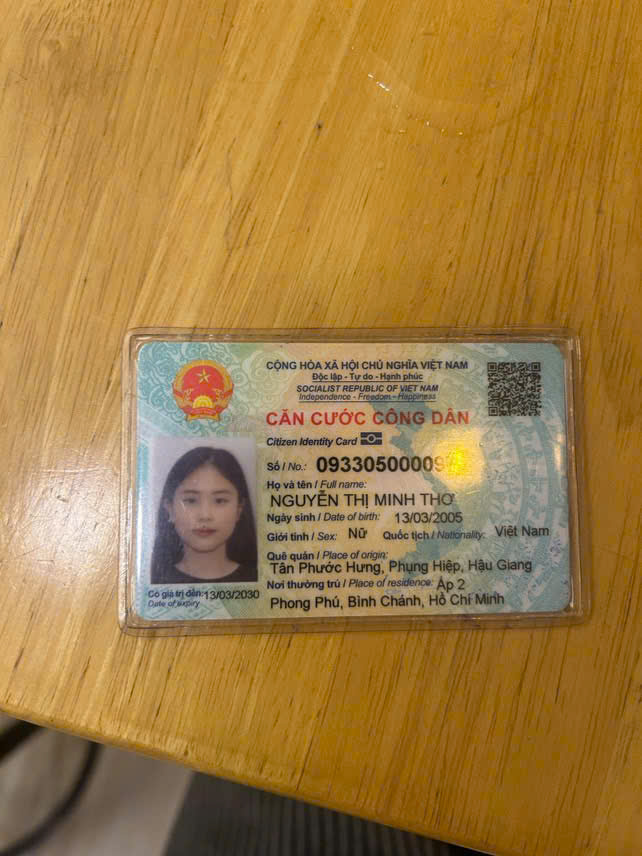 CỘNG HÒA XÃ HỘI CHỦ NGHĨA VIỆT NAM
Độc lập - Tự do - Hạnh phúc
SOCIALIST REPUBLIC OF VIET NAM
Independence - Freedom - Happiness
CĂN CƯỚC CÔNG DÂN
Citizen Identity Card
Số / No.:
Họ và tên / Full name:
NGUYỄN THỊ MINH THƠ
Ngày sinh / Date of birth: 13/03/2005
Giới tính / Sex: Nữ Quốc tịch / Nationality: Việt Nam
Quê quán / Place of origin:
Tân Phước Hưng, Phụng Hiệp, Hậu Giang
Nơi thường trú / Place of residence: Ấp 2
Phong Phú, Bình Chánh, Hồ Chí Minh
Có giá trị đến: 13/03/2030
Date of expiry